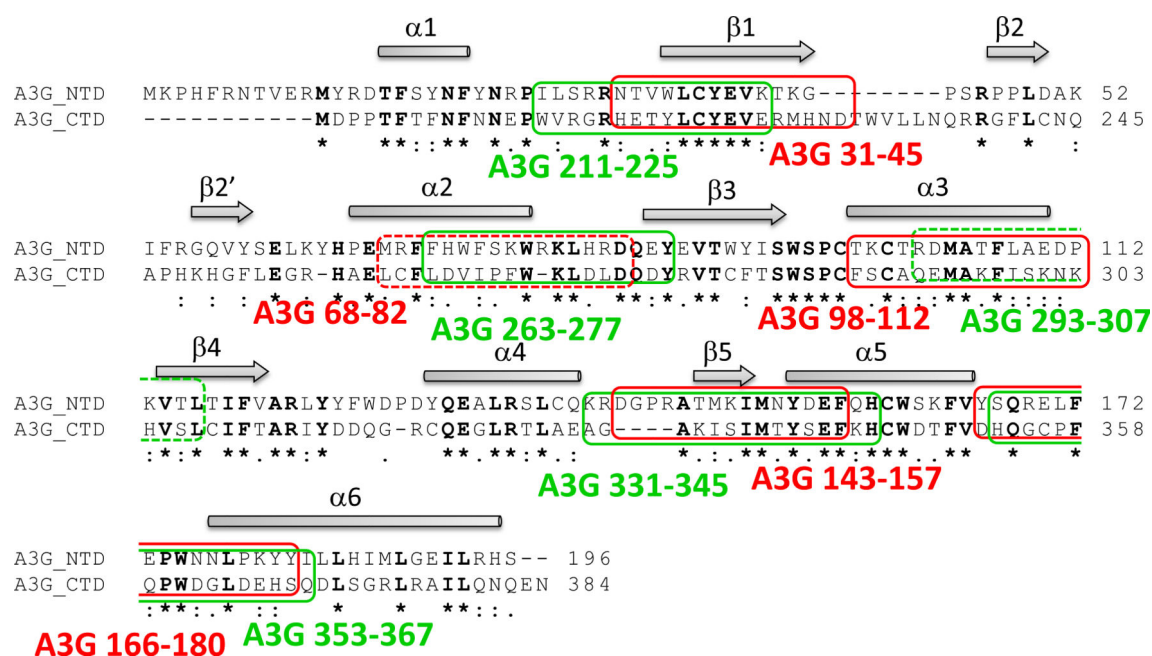 α1 β1 β2
A3G_NTD MKPHFRNTVERMYRDTFSYNFYNRPILSRRNTVWLCYEVKTKG--------PSRPPLDAK 52
A3G_CTD -----------MDPPTFTFNFNNEPWVRGRHETYLCYEVERMHNDTWVLLNQRRGFLCNQ 245
* **::** *.* * : ***** * * :
A3G 211-225 A3G 31-45
β2’ α2 β3 α3
A3G_NTD IFRGQVYSELKYHPEMRFFHWFSKWRKLHRDQEYEVTWYISWSPCTKCTRDMATFLAEDP 112
A3G_CTD APHKHGFLEGR-HAELCFLDVIPFW-KLDLDQDYRVTCFTSWSPCFSCAQEMAKFISKNK 303
: : : *.: *.*: *: .:. * **. **:*.** : ***** .*:::**.*::::.
A3G 68-82 A3G 263-277 A3G 98-112 A3G 293-307
β4 α4 β5 α5
A3G_NTD KVTLTIFVARLYYFWDPDYQEALRSLCQKRDGPRATMKIMNYDEFQHCWSKFVYSQRELF 172
A3G_CTD HVSLCIFTARIYDDQG-RCQEGLRTLAEAG----AKISIMTYSEFKHCWDTFVDHQGCPF 358
:*:* **.**:* . **.**:*.: *.:.**.*.**:***..** * *
A3G 331-345 A3G 143-157
α6
A3G_NTD EPWNNLPKYYILLHIMLGEILRHS-- 196
A3G_CTD QPWDGLDEHSQDLSGRLRAILQNQEN 384
:**:.* :: * * **:.
A3G 166-180 A3G 353-367